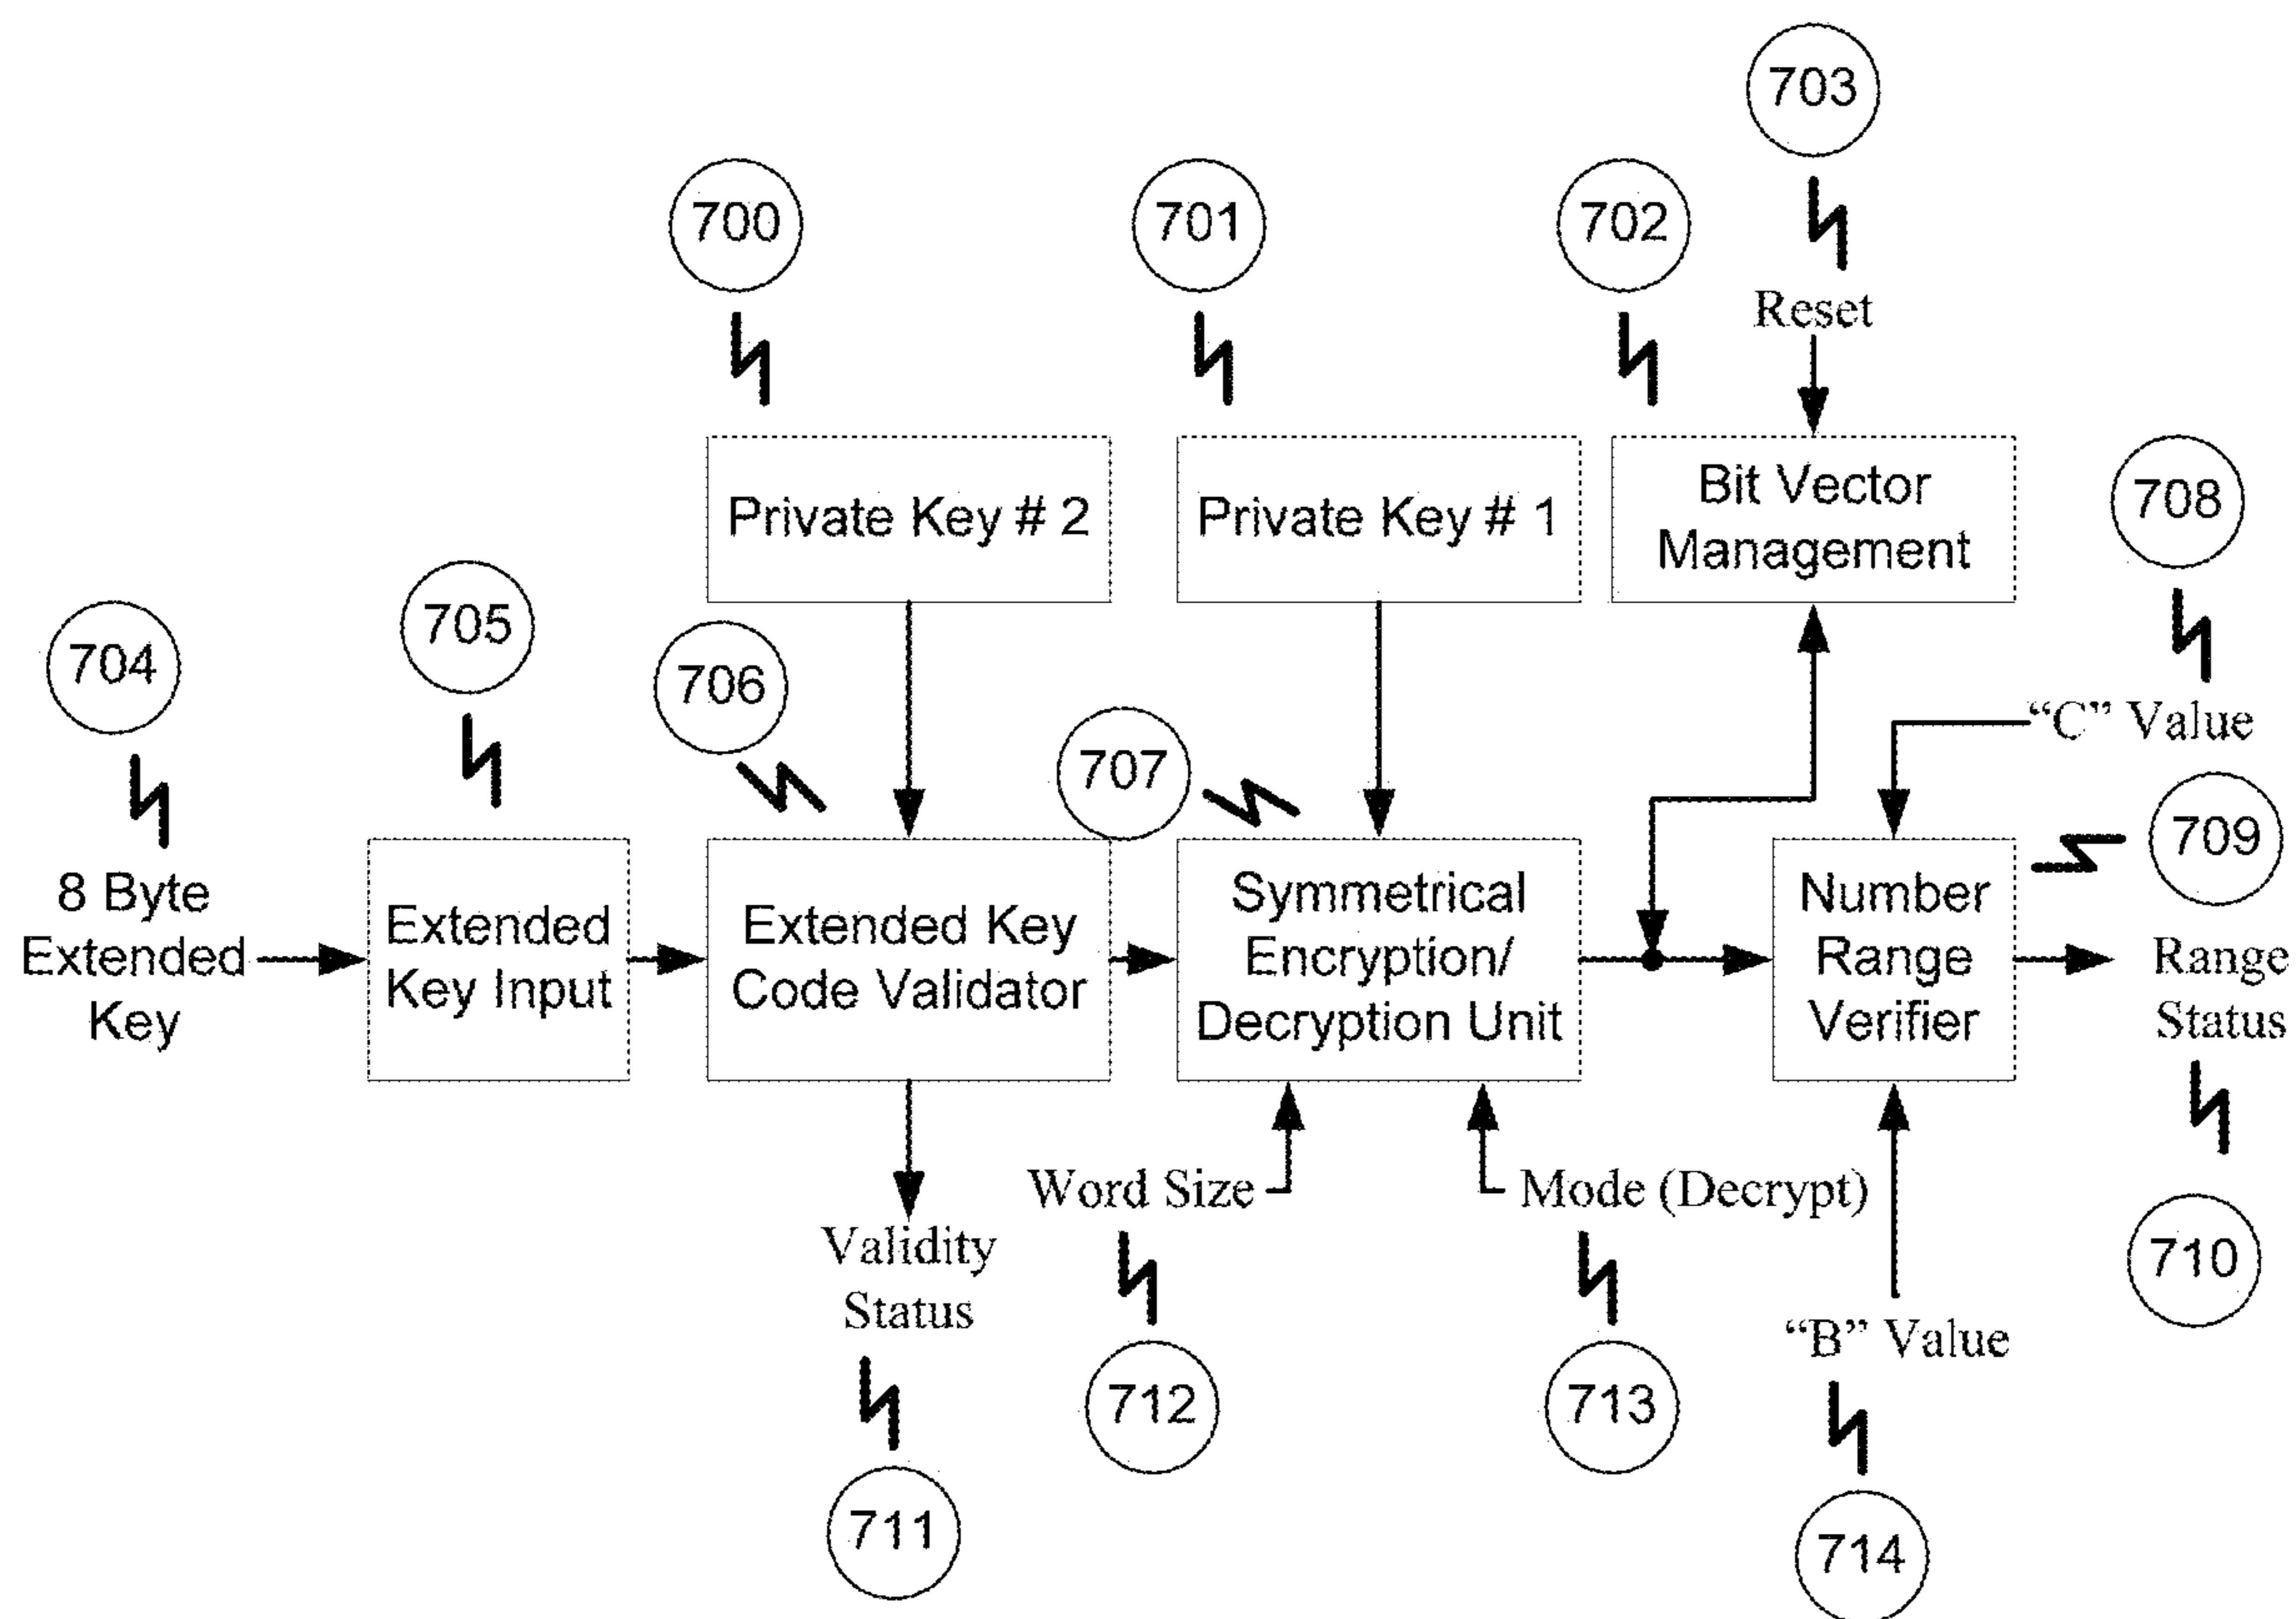 703
700
701
702
Reset
Private Key # 2
Private Key # 1
Bit Vector
Management
708
704
705
706
707
“C” Value
709
8 Byte
Extended
Key
Extended
Key Input
Extended Key
Code Validator
Symmetrical
Encryption/
Decryption Unit
Number
Range
Verifier
Range
Status
Word Size
Mode (Decrypt)
Validity
Status
“B” Value
710
712
713
711
714